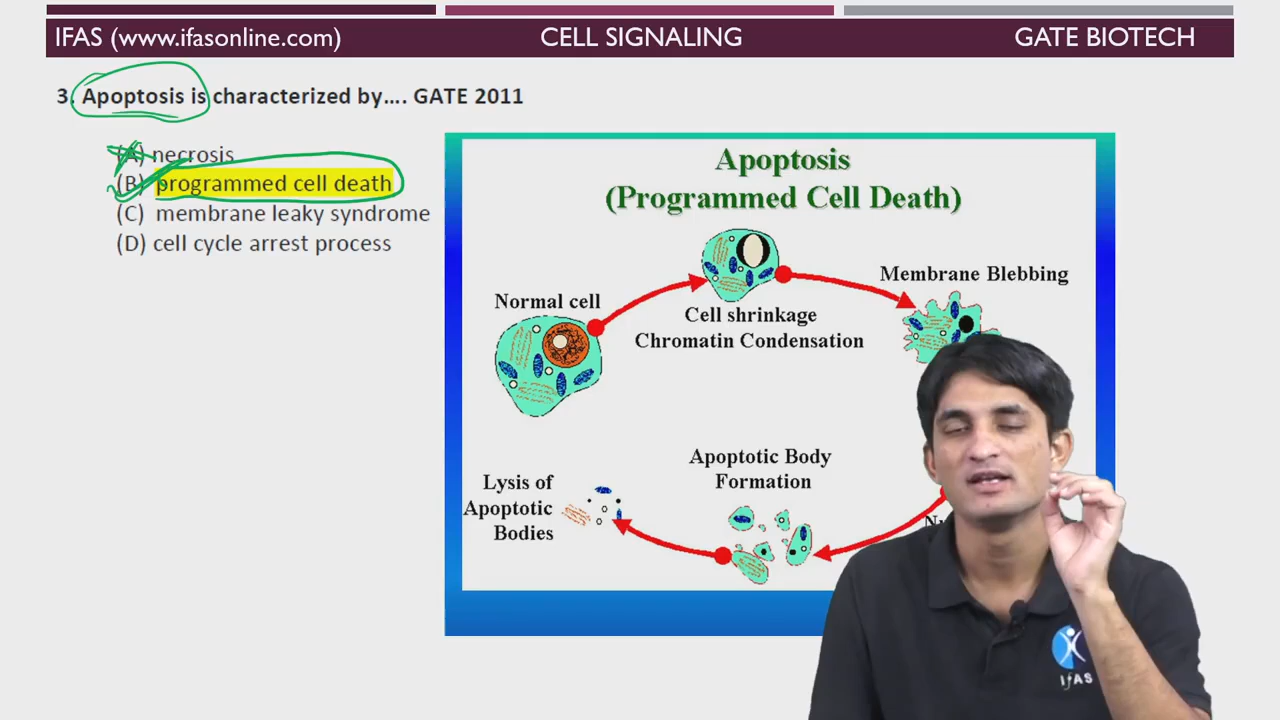 IFAS (www.ifasonline.com) CELL SIGNALING GATE BIOTECH
3. Apoptosis is characterized by.... GATE 2011
(A) necrosis
(B) programmed cell death
(C) membrane leaky syndrome
(D) cell cycle arrest process
Apoptosis
(Programmed Cell Death)
Normal cell
Cell shrinkage
Chromatin Condensation
Membrane Blebbing
Apoptotic Body
Formation
Lysis of
Apoptotic
Bodies
IFAS